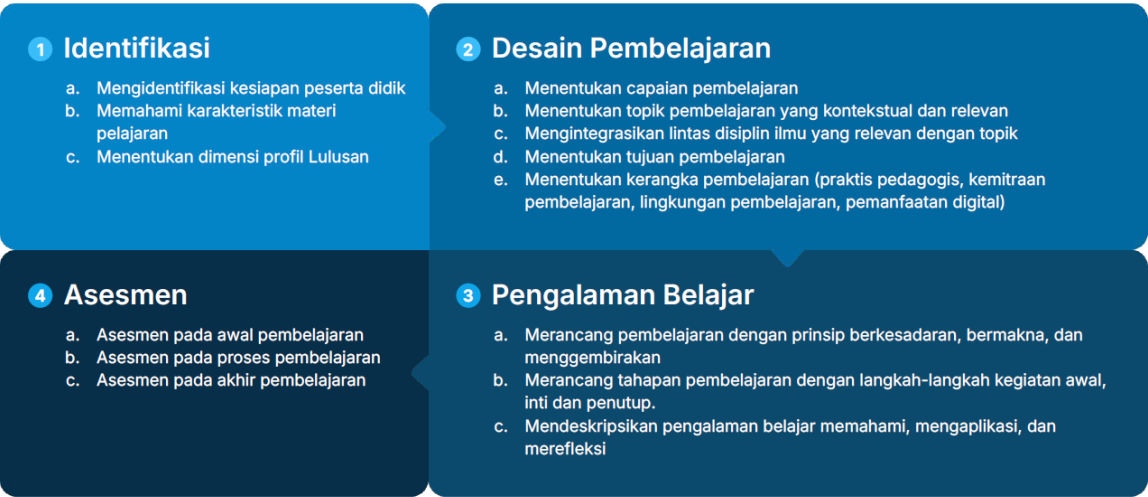 1 Identifikasi
a. Mengidentifikasi kesiapan peserta didik
b. Memahami karakteristik materi
pelajaran
c. Menentukan dimensi profil Lulusan
2 Desain Pembelajaran
a. Menentukan capaian pembelajaran
b. Menentukan topik pembelajaran yang kontekstual dan relevan
c. Mengintegrasikan lintas disiplin ilmu yang relevan dengan topik
d. Menentukan tujuan pembelajaran
e. Menentukan kerangka pembelajaran (praktis pedagogis, kemitraan
pembelajaran, lingkungan pembelajaran, pemanfaatan digital)
3 Pengalaman Belajar
a. Merancang pembelajaran dengan prinsip berkesadaran, bermakna, dan
menggembirakan
b. Merancang tahapan pembelajaran dengan langkah-langkah kegiatan awal,
inti dan penutup.
c. Mendeskripsikan pengalaman belajar memahami, mengaplikasi, dan
merefleksi
4 Asesmen
a. Asesmen pada awal pembelajaran
b. Asesmen pada proses pembelajaran
c. Asesmen pada akhir pembelajaran